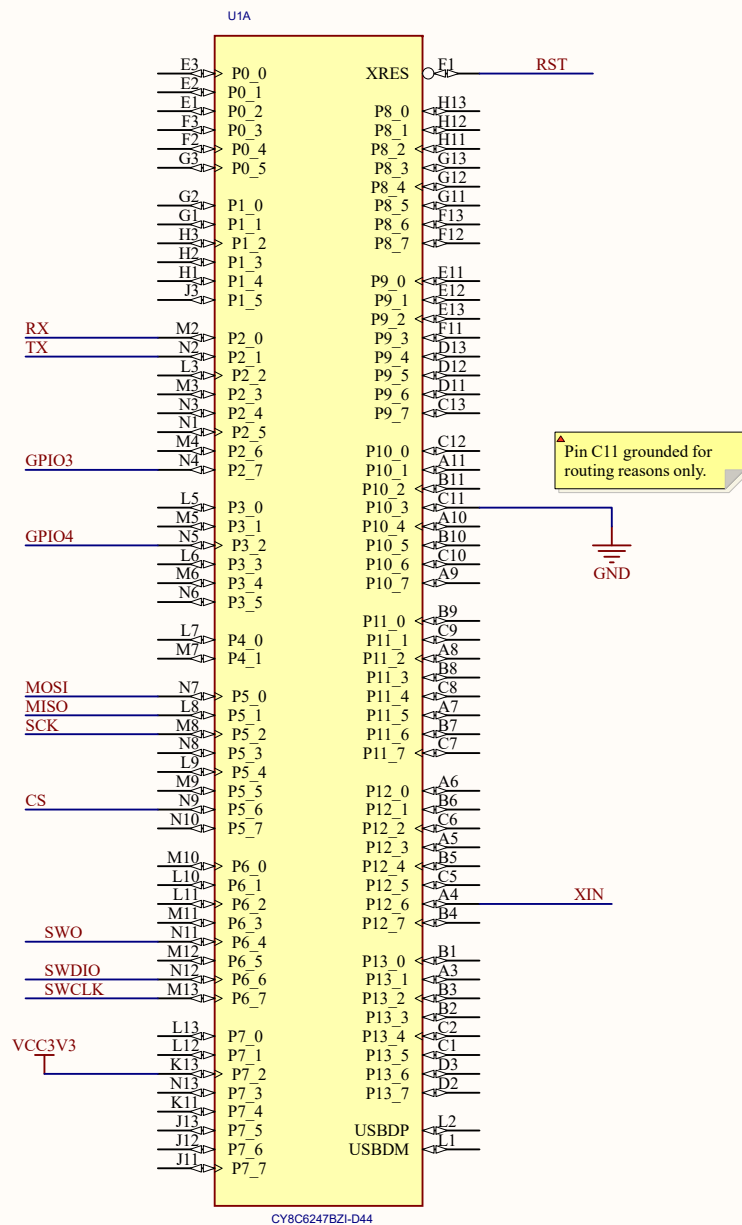 U1A
E3 P0_0
E2 P0_1
E1 P0_2
F3 P0_3
F2 P0_4
G3 P0_5
G2 P1_0
G1 P1_1
H3 P1_2
H2 P1_3
H1 P1_4
J3 P1_5
RX M2 P2_0
TX N2 P2_1
L3 P2_2
M3 P2_3
N3 P2_4
N1 P2_5
M4 P2_6
GPIO3 N4 P2_7
L5 P3_0
M5 P3_1
GPIO4 N5 P3_2
L6 P3_3
M6 P3_4
N6 P3_5
L7 P4_0
M7 P4_1
MOSI N7 P5_0
MISO L8 P5_1
SCK M8 P5_2
N8 P5_3
L9 P5_4
M9 P5_5
CS N9 P5_6
N10 P5_7
M10 P6_0
L10 P6_1
L11 P6_2
M11 P6_3
SWO N11 P6_4
M12 P6_5
SWDIO N12 P6_6
SWCLK M13 P6_7
L13 P7_0
L12 P7_1
VCC3V3
K13 P7_2
N13 P7_3
K11 P7_4
J13 P7_5
J12 P7_6
J11 P7_7
XRES F1 RST
P8_0 H13
P8_1 H12
P8_2 H11
P8_3 G13
P8_4 G12
P8_5 G11
P8_6 F13
P8_7 F12
P9_0 E11
P9_1 E12
P9_2 E13
P9_3 F11
P9_4 D13
P9_5 D12
P9_6 D11
P9_7 C13
P10_0 C12
P10_1 A11
P10_2 B11
P10_3 C11
P10_4 A10
P10_5 B10
P10_6 C10
P10_7 A9
Pin C11 grounded for
routing reasons only.
GND
P11_0 B9
P11_1 C9
P11_2 A8
P11_3 B8
P11_4 C8
P11_5 A7
P11_6 B7
P11_7 C7
P12_0 A6
P12_1 B6
P12_2 C6
P12_3 A5
P12_4 B5
P12_5 C5
P12_6 A4 XIN
P12_7 B4
P13_0 B1
P13_1 A3
P13_2 B3
P13_3 B2
P13_4 C2
P13_5 C1
P13_6 D3
P13_7 D2
USBDP L2
USBDM L1
CY8C6247BZI-D44